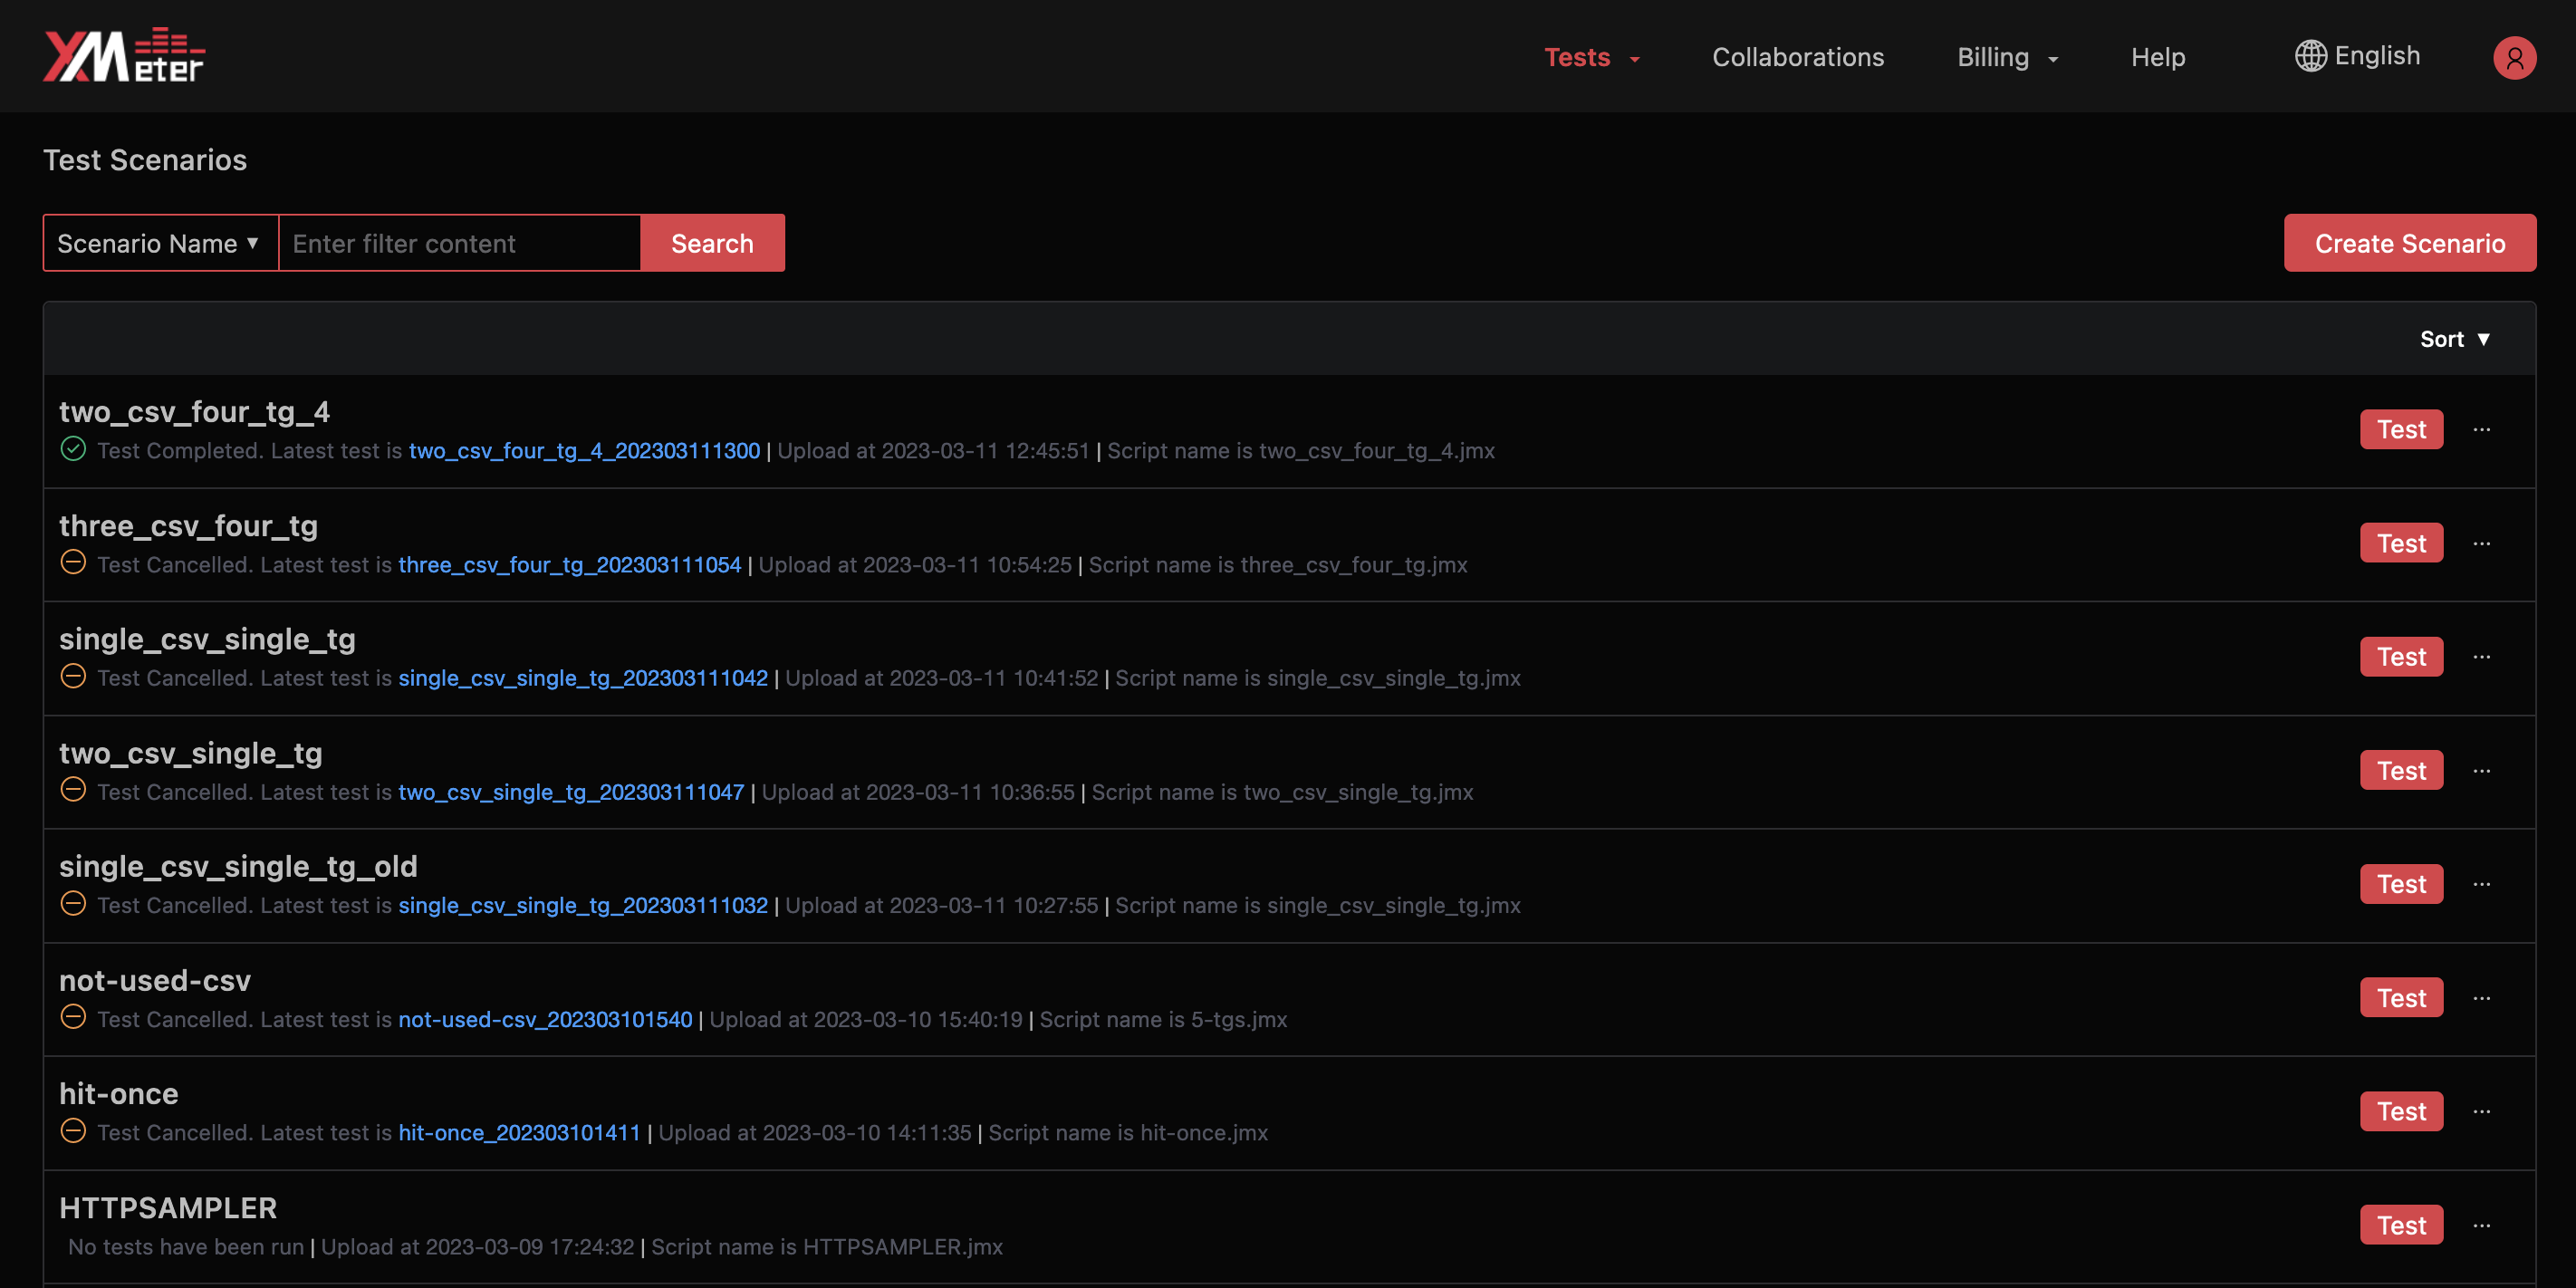 XMeter
Tests Collaborations Billing Help English
Test Scenarios
Scenario Name ▼ Enter filter content Search Create Scenario
Sort ▼
two_csv_four_tg_4
Test Completed. Latest test is two_csv_four_tg_4_202303111300 | Upload at 2023-03-11 12:45:51 | Script name is two_csv_four_tg_4.jmx
Test ...
three_csv_four_tg
Test Cancelled. Latest test is three_csv_four_tg_202303111054 | Upload at 2023-03-11 10:54:25 | Script name is three_csv_four_tg.jmx
Test ...
single_csv_single_tg
Test Cancelled. Latest test is single_csv_single_tg_202303111042 | Upload at 2023-03-11 10:41:52 | Script name is single_csv_single_tg.jmx
Test ...
two_csv_single_tg
Test Cancelled. Latest test is two_csv_single_tg_202303111047 | Upload at 2023-03-11 10:36:55 | Script name is two_csv_single_tg.jmx
Test ...
single_csv_single_tg_old
Test Cancelled. Latest test is single_csv_single_tg_202303111032 | Upload at 2023-03-11 10:27:55 | Script name is single_csv_single_tg.jmx
Test ...
not-used-csv
Test Cancelled. Latest test is not-used-csv_202303101540 | Upload at 2023-03-10 15:40:19 | Script name is 5-tgs.jmx
Test ...
hit-once
Test Cancelled. Latest test is hit-once_202303101411 | Upload at 2023-03-10 14:11:35 | Script name is hit-once.jmx
Test ...
HTTPSAMPLER
No tests have been run | Upload at 2023-03-09 17:24:32 | Script name is HTTPSAMPLER.jmx
Test ...